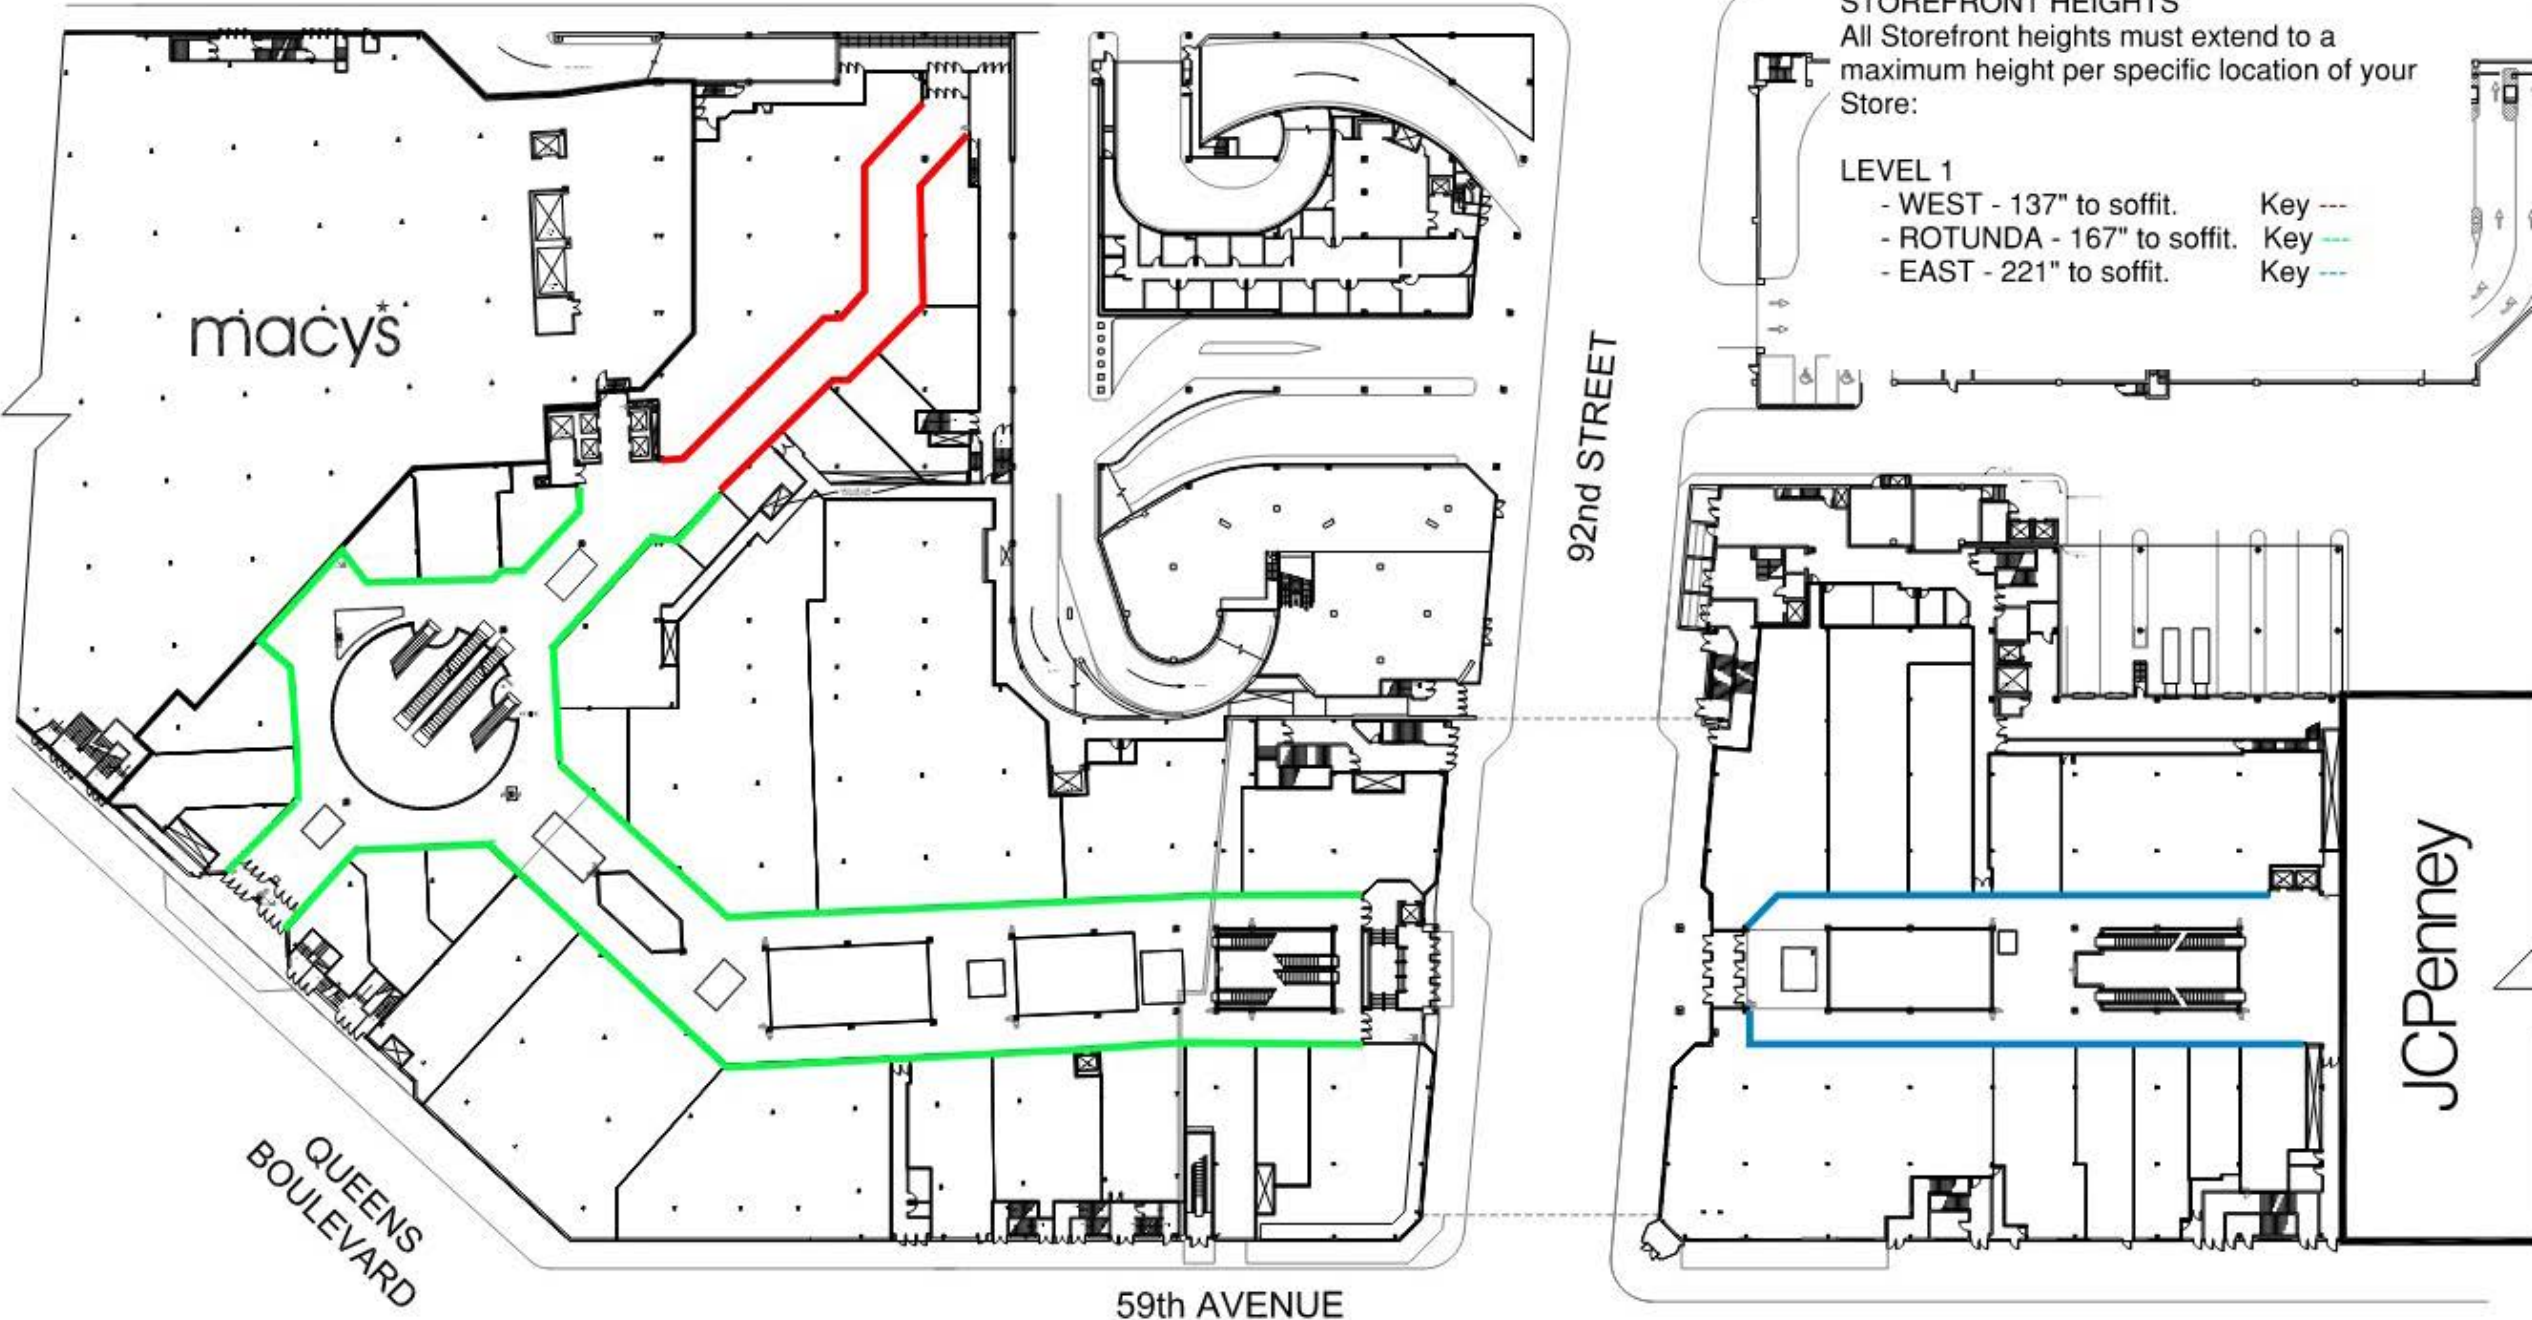 STOREFRONT HEIGHTS
All Storefront heights must extend to a
maximum height per specific location of your
Store:
LEVEL 1
- WEST - 137" to soffit. Key ---
- ROTUNDA - 167" to soffit. Key ---
- EAST - 221" to soffit. Key ---
macy*s
92nd STREET
JCPenney
QUEENS
BOULEVARD
59th AVENUE